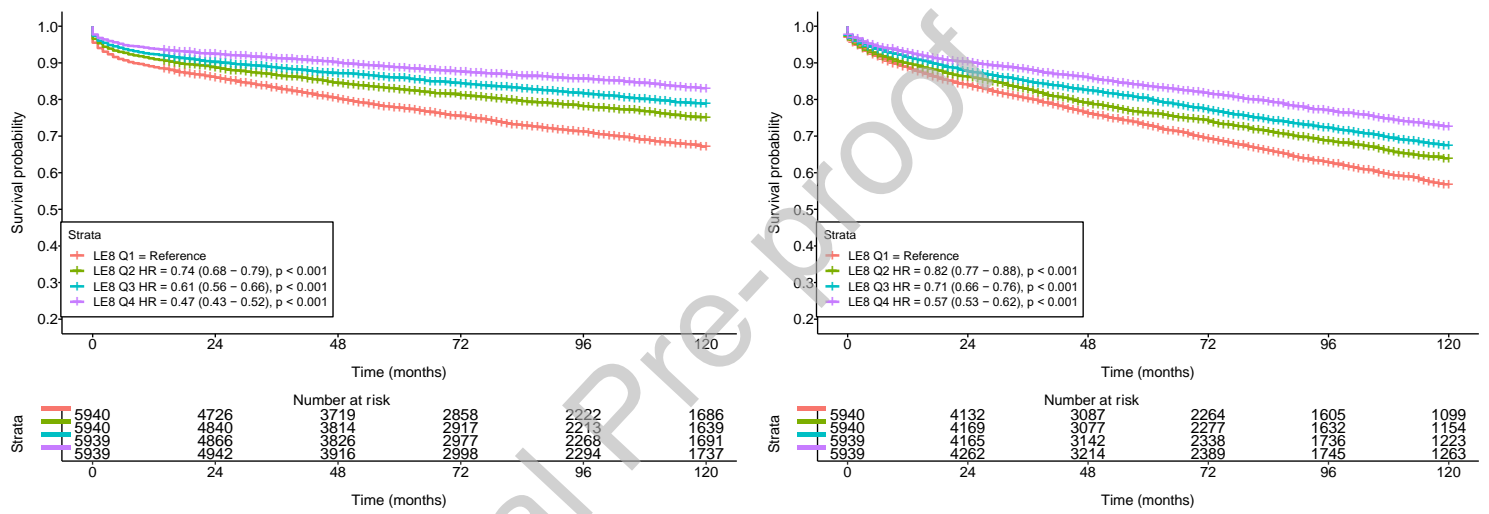 1.0
0.9
0.8
0.7
0.6
0.5
0.4
0.3
0.2
Survival probability
Strata
LE8 Q1 = Reference
LE8 Q2 HR = 0.74 (0.68 − 0.79), p < 0.001
LE8 Q3 HR = 0.61 (0.56 − 0.66), p < 0.001
LE8 Q4 HR = 0.47 (0.43 − 0.52), p < 0.001
0 24 48 72 96 120
Time (months)
Number at risk
Strata
5940 4726 3719 2858 2222 1686
5940 4840 3814 2917 2213 1639
5939 4866 3826 2977 2268 1691
5939 4942 3916 2998 2294 1737
0 24 48 72 96 120
Time (months)
1.0
0.9
0.8
0.7
0.6
0.5
0.4
0.3
0.2
Survival probability
Strata
LE8 Q1 = Reference
LE8 Q2 HR = 0.82 (0.77 − 0.88), p < 0.001
LE8 Q3 HR = 0.71 (0.66 − 0.76), p < 0.001
LE8 Q4 HR = 0.57 (0.53 − 0.62), p < 0.001
0 24 48 72 96 120
Time (months)
Number at risk
Strata
5940 4132 3087 2264 1605 1099
5940 4169 3077 2277 1632 1154
5939 4165 3142 2338 1736 1223
5939 4262 3214 2389 1745 1263
0 24 48 72 96 120
Time (months)
al Pre-proof